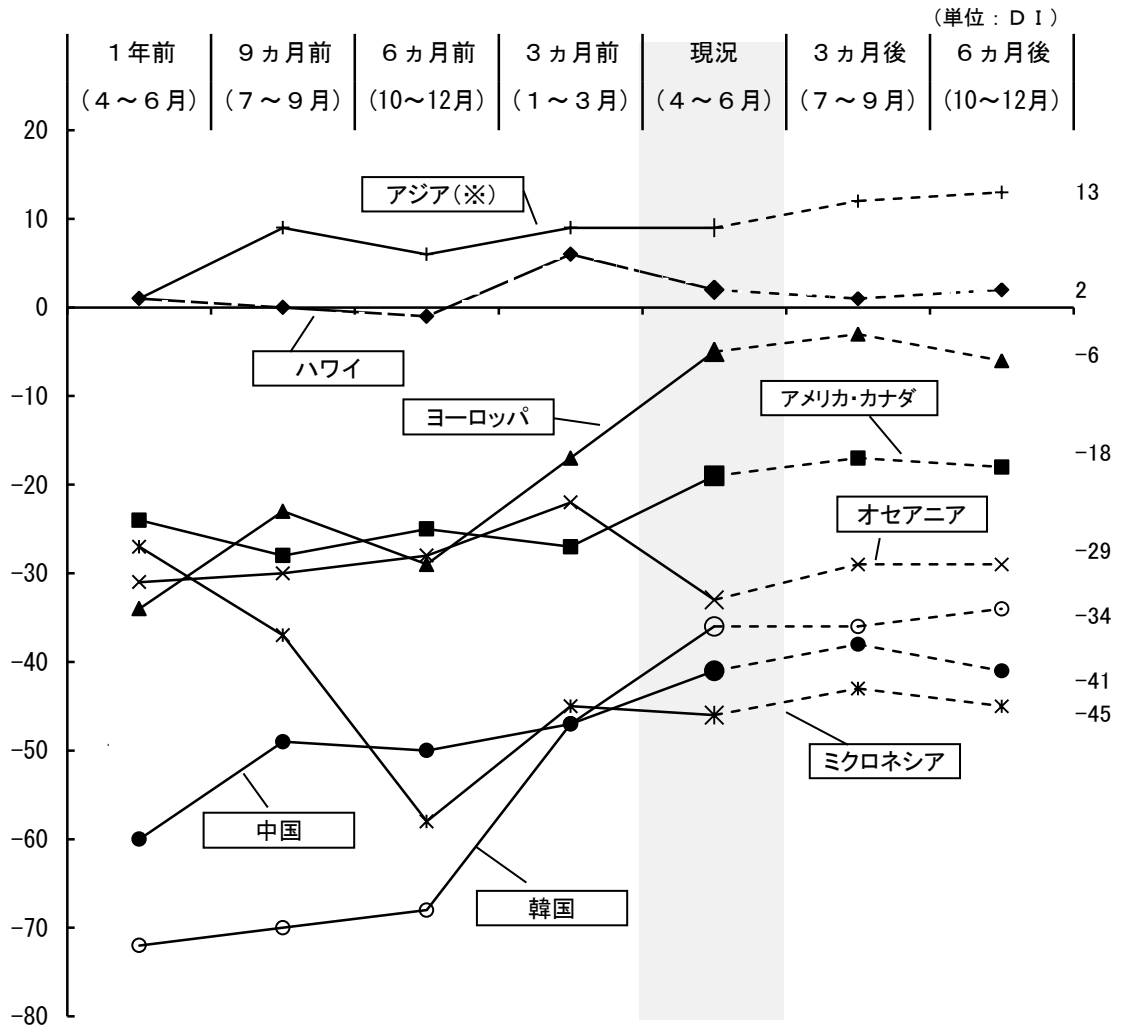 (単位：ＤＩ)
１年前 ９ヵ月前 ６ヵ月前 ３ヵ月前 現況 ３ヵ月後 ６ヵ月後
(４～６月) (７～９月) (10～12月) (１～３月) (４～６月) (７～９月) (10～12月)
20
アジア(※)
13
10
2
0
ハワイ
-6
-10
ヨーロッパ
アメリカ・カナダ
-18
-20
オセアニア
-29
-30
-34
-40
-41
-45
-50
ミクロネシア
中国
-60
韓国
-70
-80